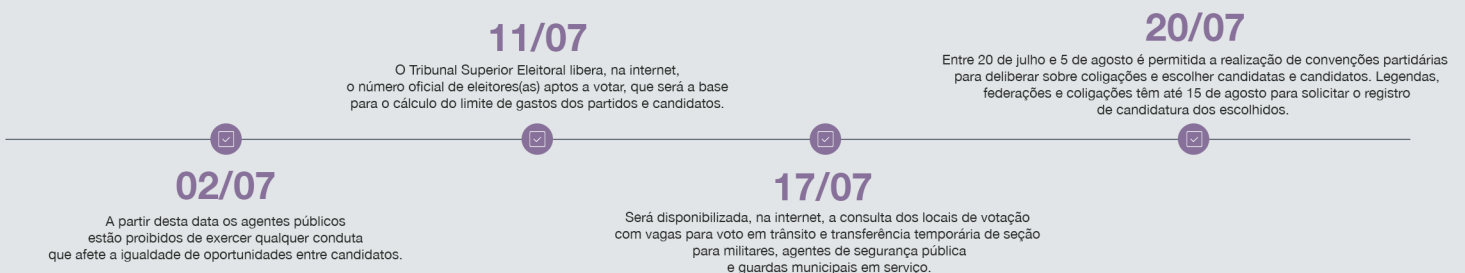 02/07
A partir desta data os agentes públicos
estão proibidos de exercer qualquer conduta
que afete a igualdade de oportunidades entre candidatos.
11/07
O Tribunal Superior Eleitoral libera, na internet,
o número oficial de eleitores(as) aptos a votar, que será a base
para o cálculo do limite de gastos dos partidos e candidatos.
17/07
Será disponibilizada, na internet, a consulta dos locais de votação
com vagas para voto em trânsito e transferência temporária de seção
para militares, agentes de segurança pública
e guardas municipais em serviço.
20/07
Entre 20 de julho e 5 de agosto é permitida a realização de convenções partidárias
para deliberar sobre coligações e escolher candidatas e candidatos. Legendas,
federações e coligações têm até 15 de agosto para solicitar o registro
de candidatura dos escolhidos.